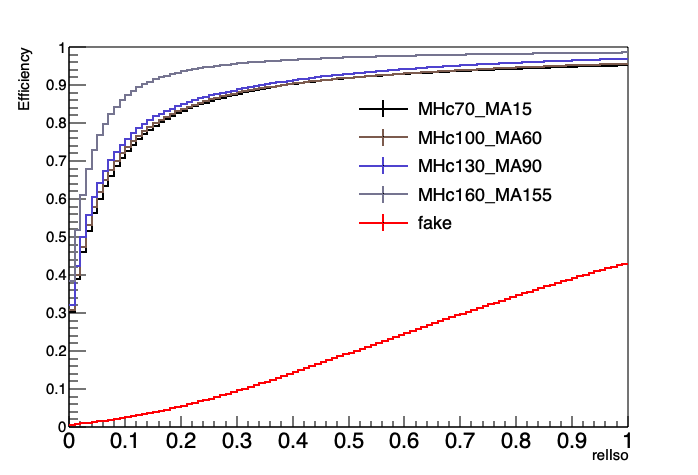 Efficiency
1
0.9
0.8
0.7
0.6
0.5
0.4
0.3
0.2
0.1
0
MHc70_MA15
MHc100_MA60
MHc130_MA90
MHc160_MA155
fake
0 0.1 0.2 0.3 0.4 0.5 0.6 0.7 0.8 0.9 1
relIso